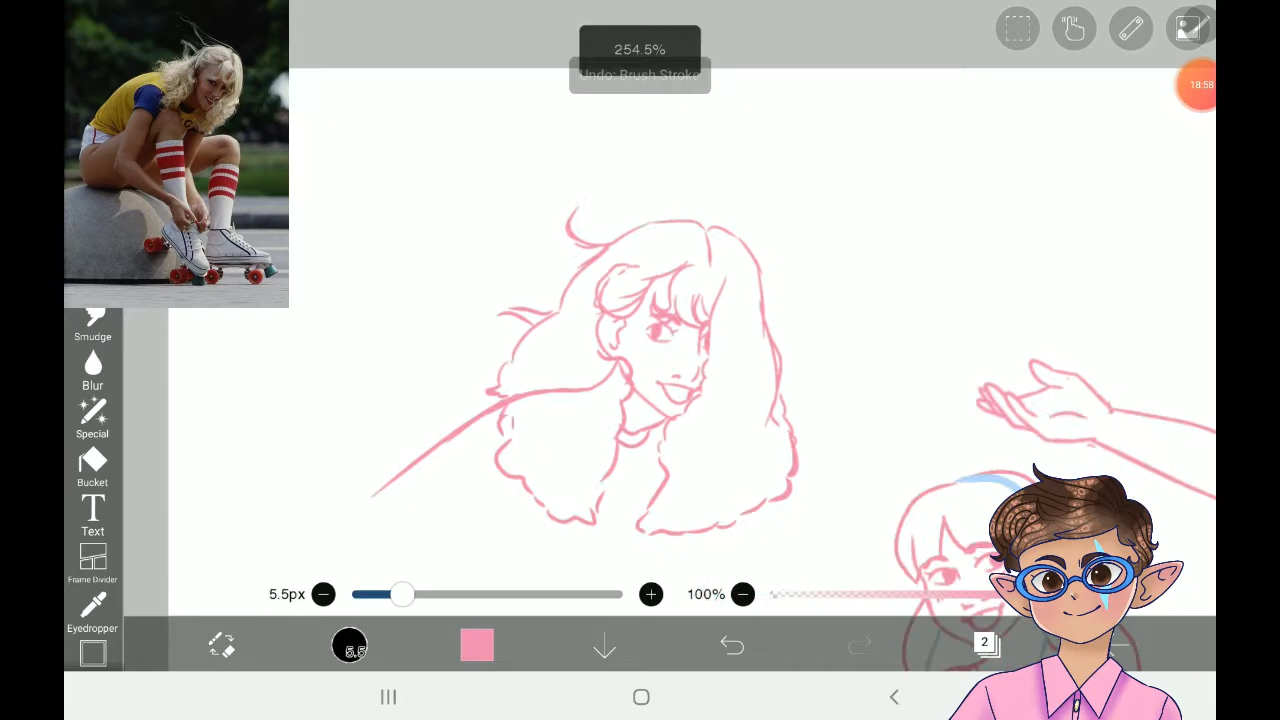 254.5%
Undo: Brush Stroke
18:58
Smudge
Blur
Special
Bucket
Text
Frame Divider
Eyedropper
5.5px
100%
5.5
2